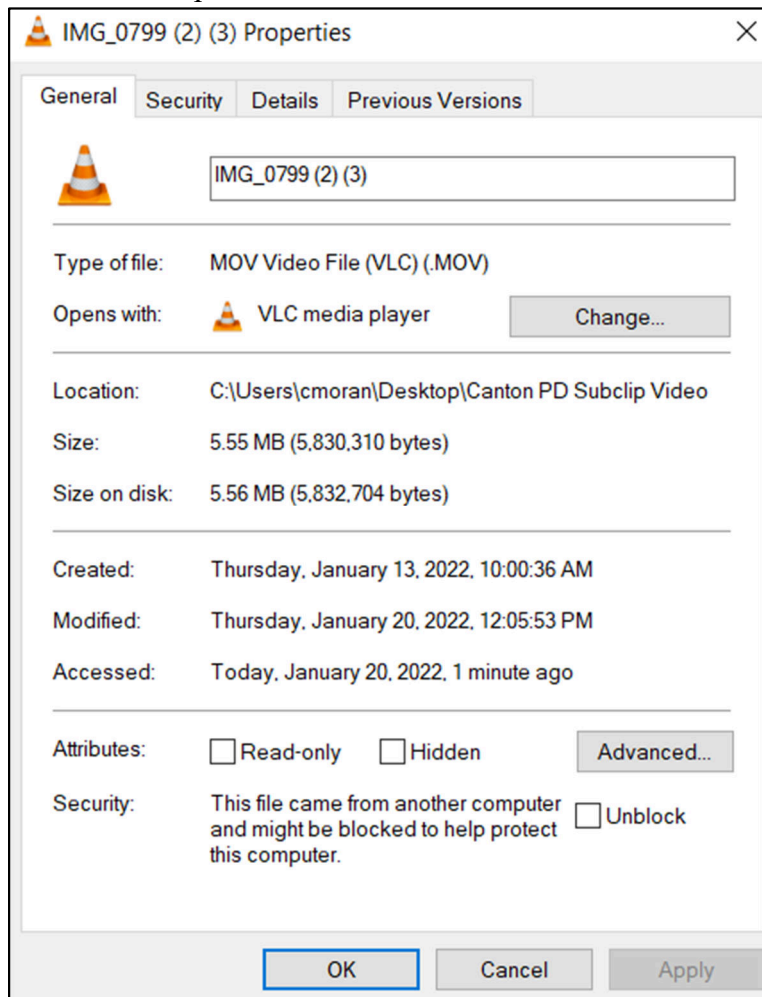 IMG_0799 (2) (3) Properties
General Security Details Previous Versions
IMG_0799 (2) (3)
Type of file: MOV Video File (VLC) (.MOV)
Opens with: VLC media player Change...
Location: C:\Users\cmoran\Desktop\Canton PD Subclip Video
Size: 5.55 MB (5,830,310 bytes)
Size on disk: 5.56 MB (5,832,704 bytes)
Created: Thursday, January 13, 2022, 10:00:36 AM
Modified: Thursday, January 20, 2022, 12:05:53 PM
Accessed: Today, January 20, 2022, 1 minute ago
Attributes: Read-only Hidden Advanced...
Security: This file came from another computer
and might be blocked to help protect Unblock
this computer.
OK Cancel Apply